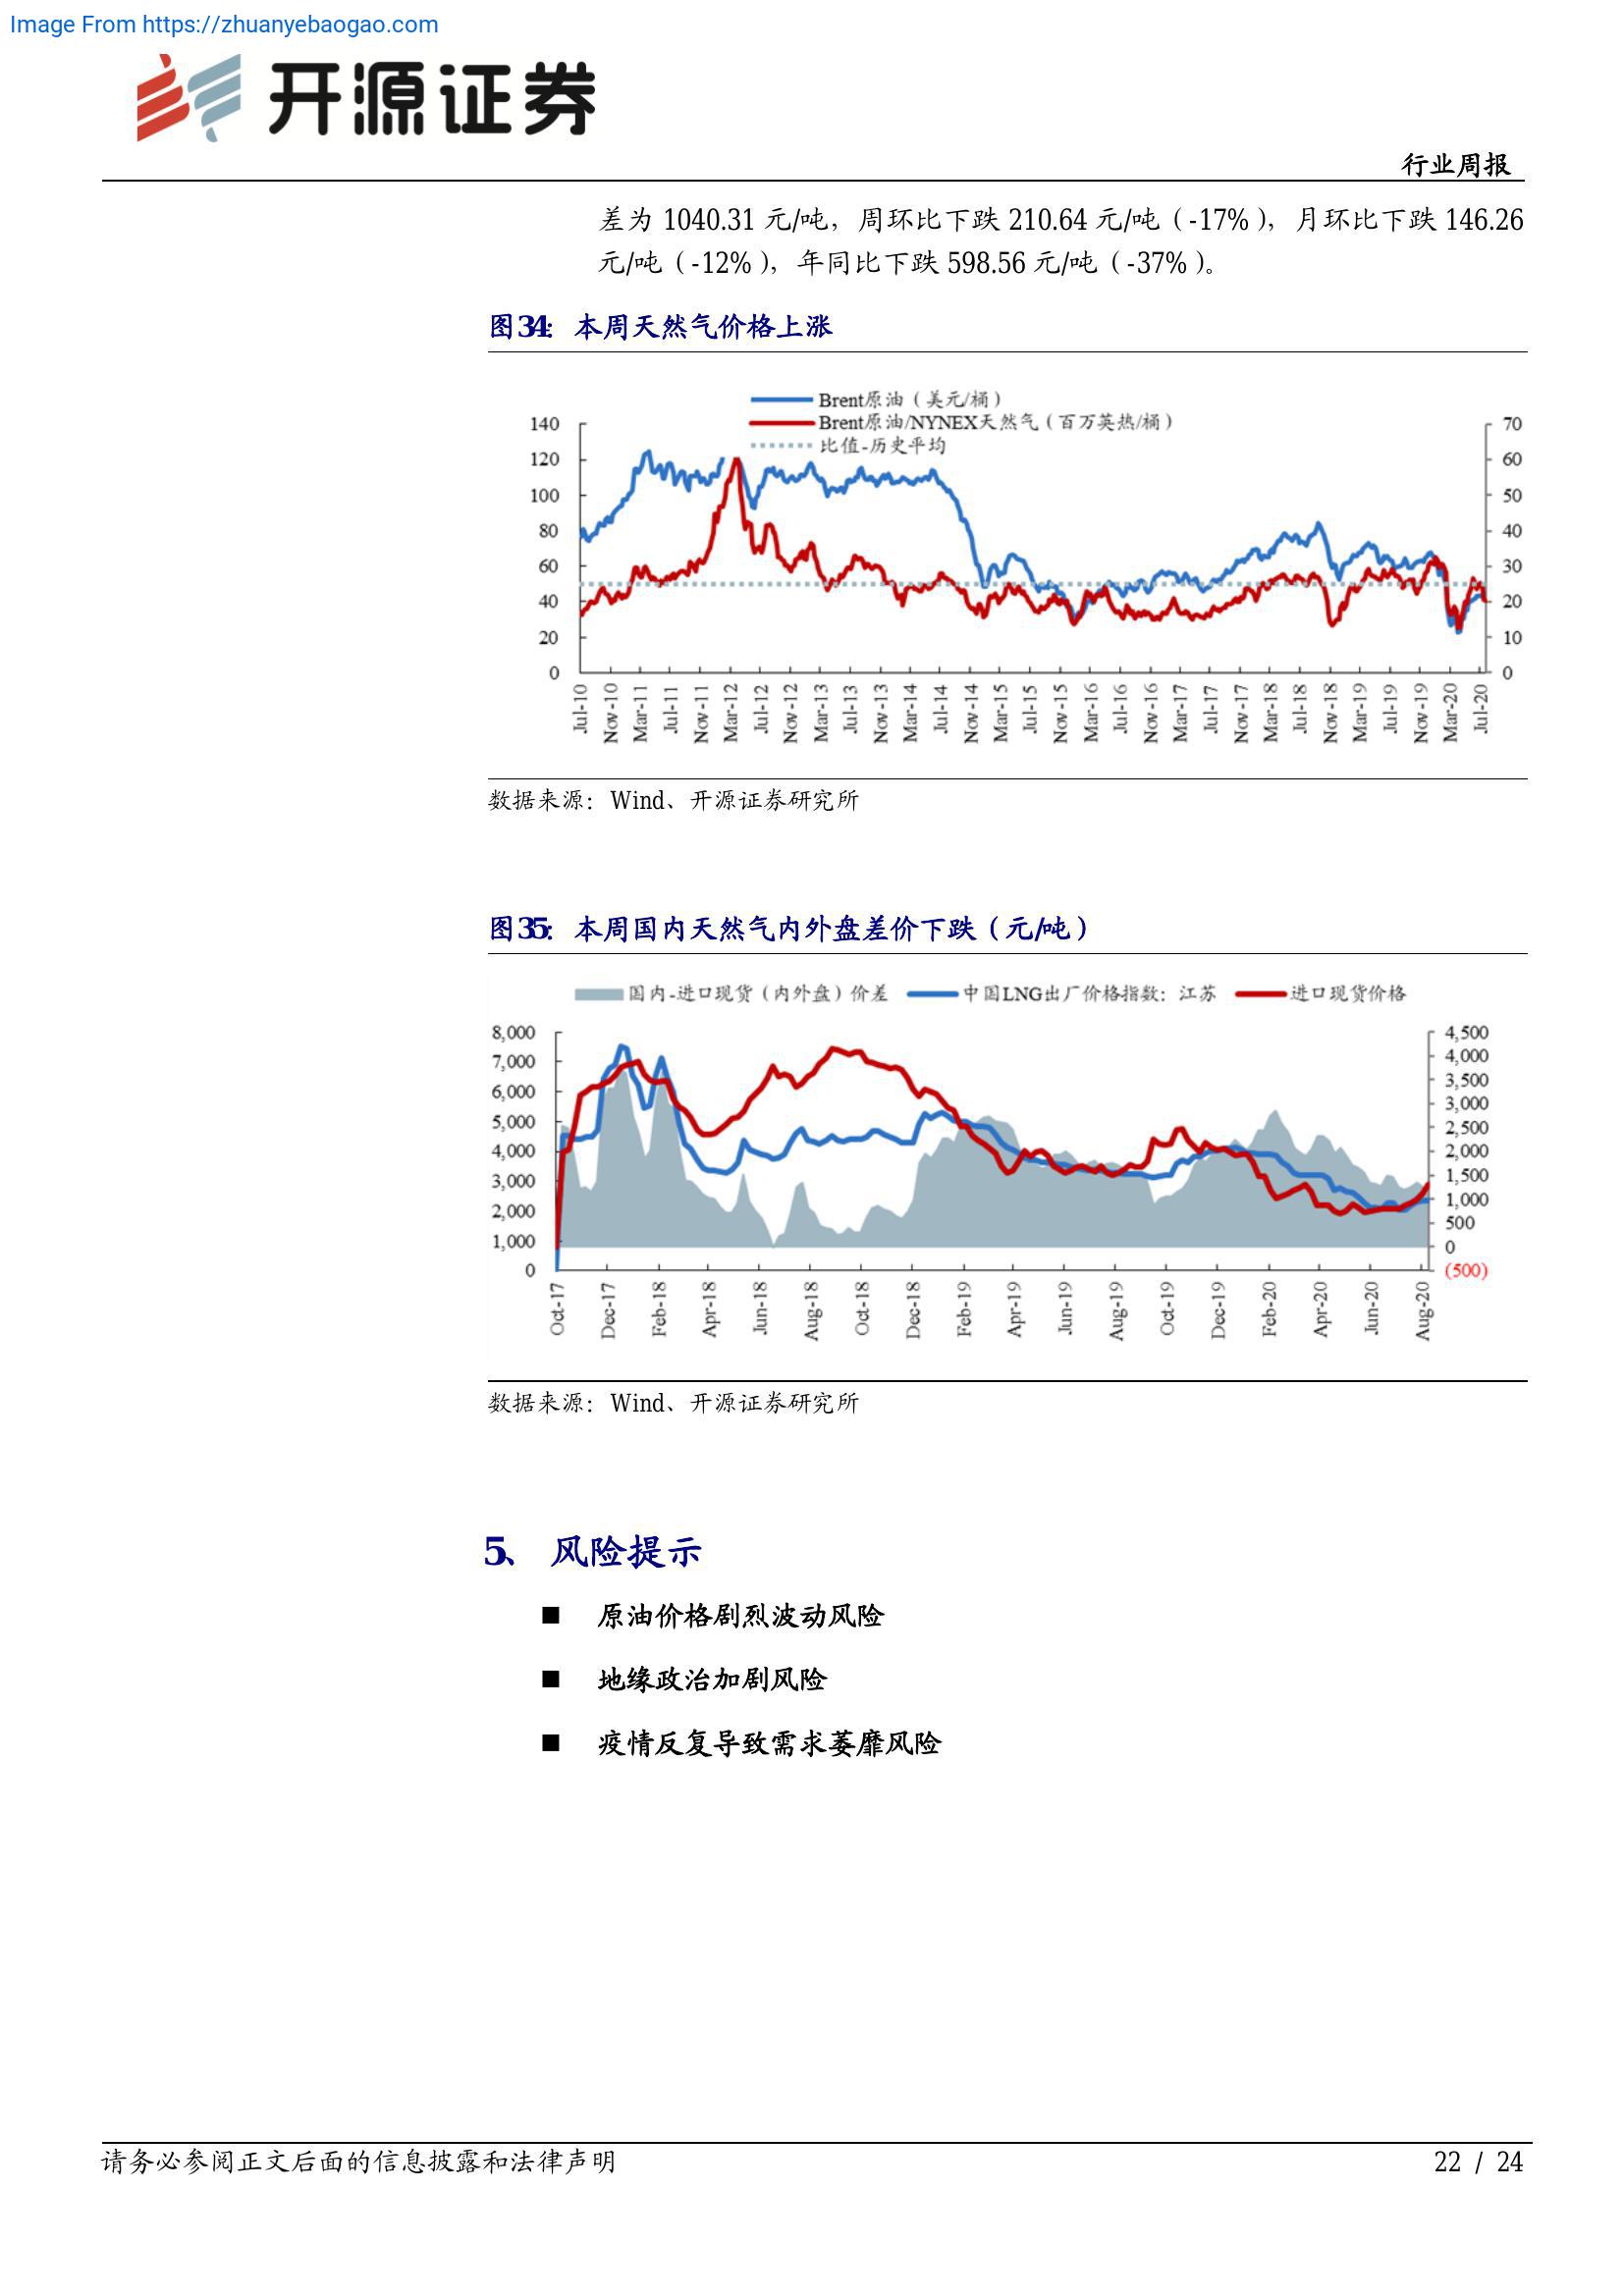 Image From https://zhuanyebaogao.com
开源证券
行业周报
差为 1040.31 元/吨，周环比下跌 210.64 元/吨（-17%），月环比下跌 146.26
元/吨（-12%），年同比下跌 598.56 元/吨（-37%）。
图34：本周天然气价格上涨
Brent原油（美元/桶）
Brent原油/NYNEX天然气（百万英热/桶）
比值-历史平均
140
120
100
80
60
40
20
0
70
60
50
40
30
20
10
0
Jul-10 Nov-10 Mar-11 Jul-11 Nov-11 Mar-12 Jul-12 Nov-12 Mar-13 Jul-13 Nov-13 Mar-14 Jul-14 Nov-14 Mar-15 Jul-15 Nov-15 Mar-16 Jul-16 Nov-16 Mar-17 Jul-17 Nov-17 Mar-18 Jul-18 Nov-18 Mar-19 Jul-19 Nov-19 Mar-20 Jul-20
数据来源：Wind、开源证券研究所
图35：本周国内天然气内外盘差价下跌（元/吨）
国内-进口现货（内外盘）价差 中国LNG出厂价格指数：江苏 进口现货价格
8,000
7,000
6,000
5,000
4,000
3,000
2,000
1,000
0
4,500
4,000
3,500
3,000
2,500
2,000
1,500
1,000
500
0
(500)
Oct-17 Dec-17 Feb-18 Apr-18 Jun-18 Aug-18 Oct-18 Dec-18 Feb-19 Apr-19 Jun-19 Aug-19 Oct-19 Dec-19 Feb-20 Apr-20 Jun-20 Aug-20
数据来源：Wind、开源证券研究所
5、 风险提示
■ 原油价格剧烈波动风险
■ 地缘政治加剧风险
■ 疫情反复导致需求萎靡风险
请务必参阅正文后面的信息披露和法律声明
22 / 24